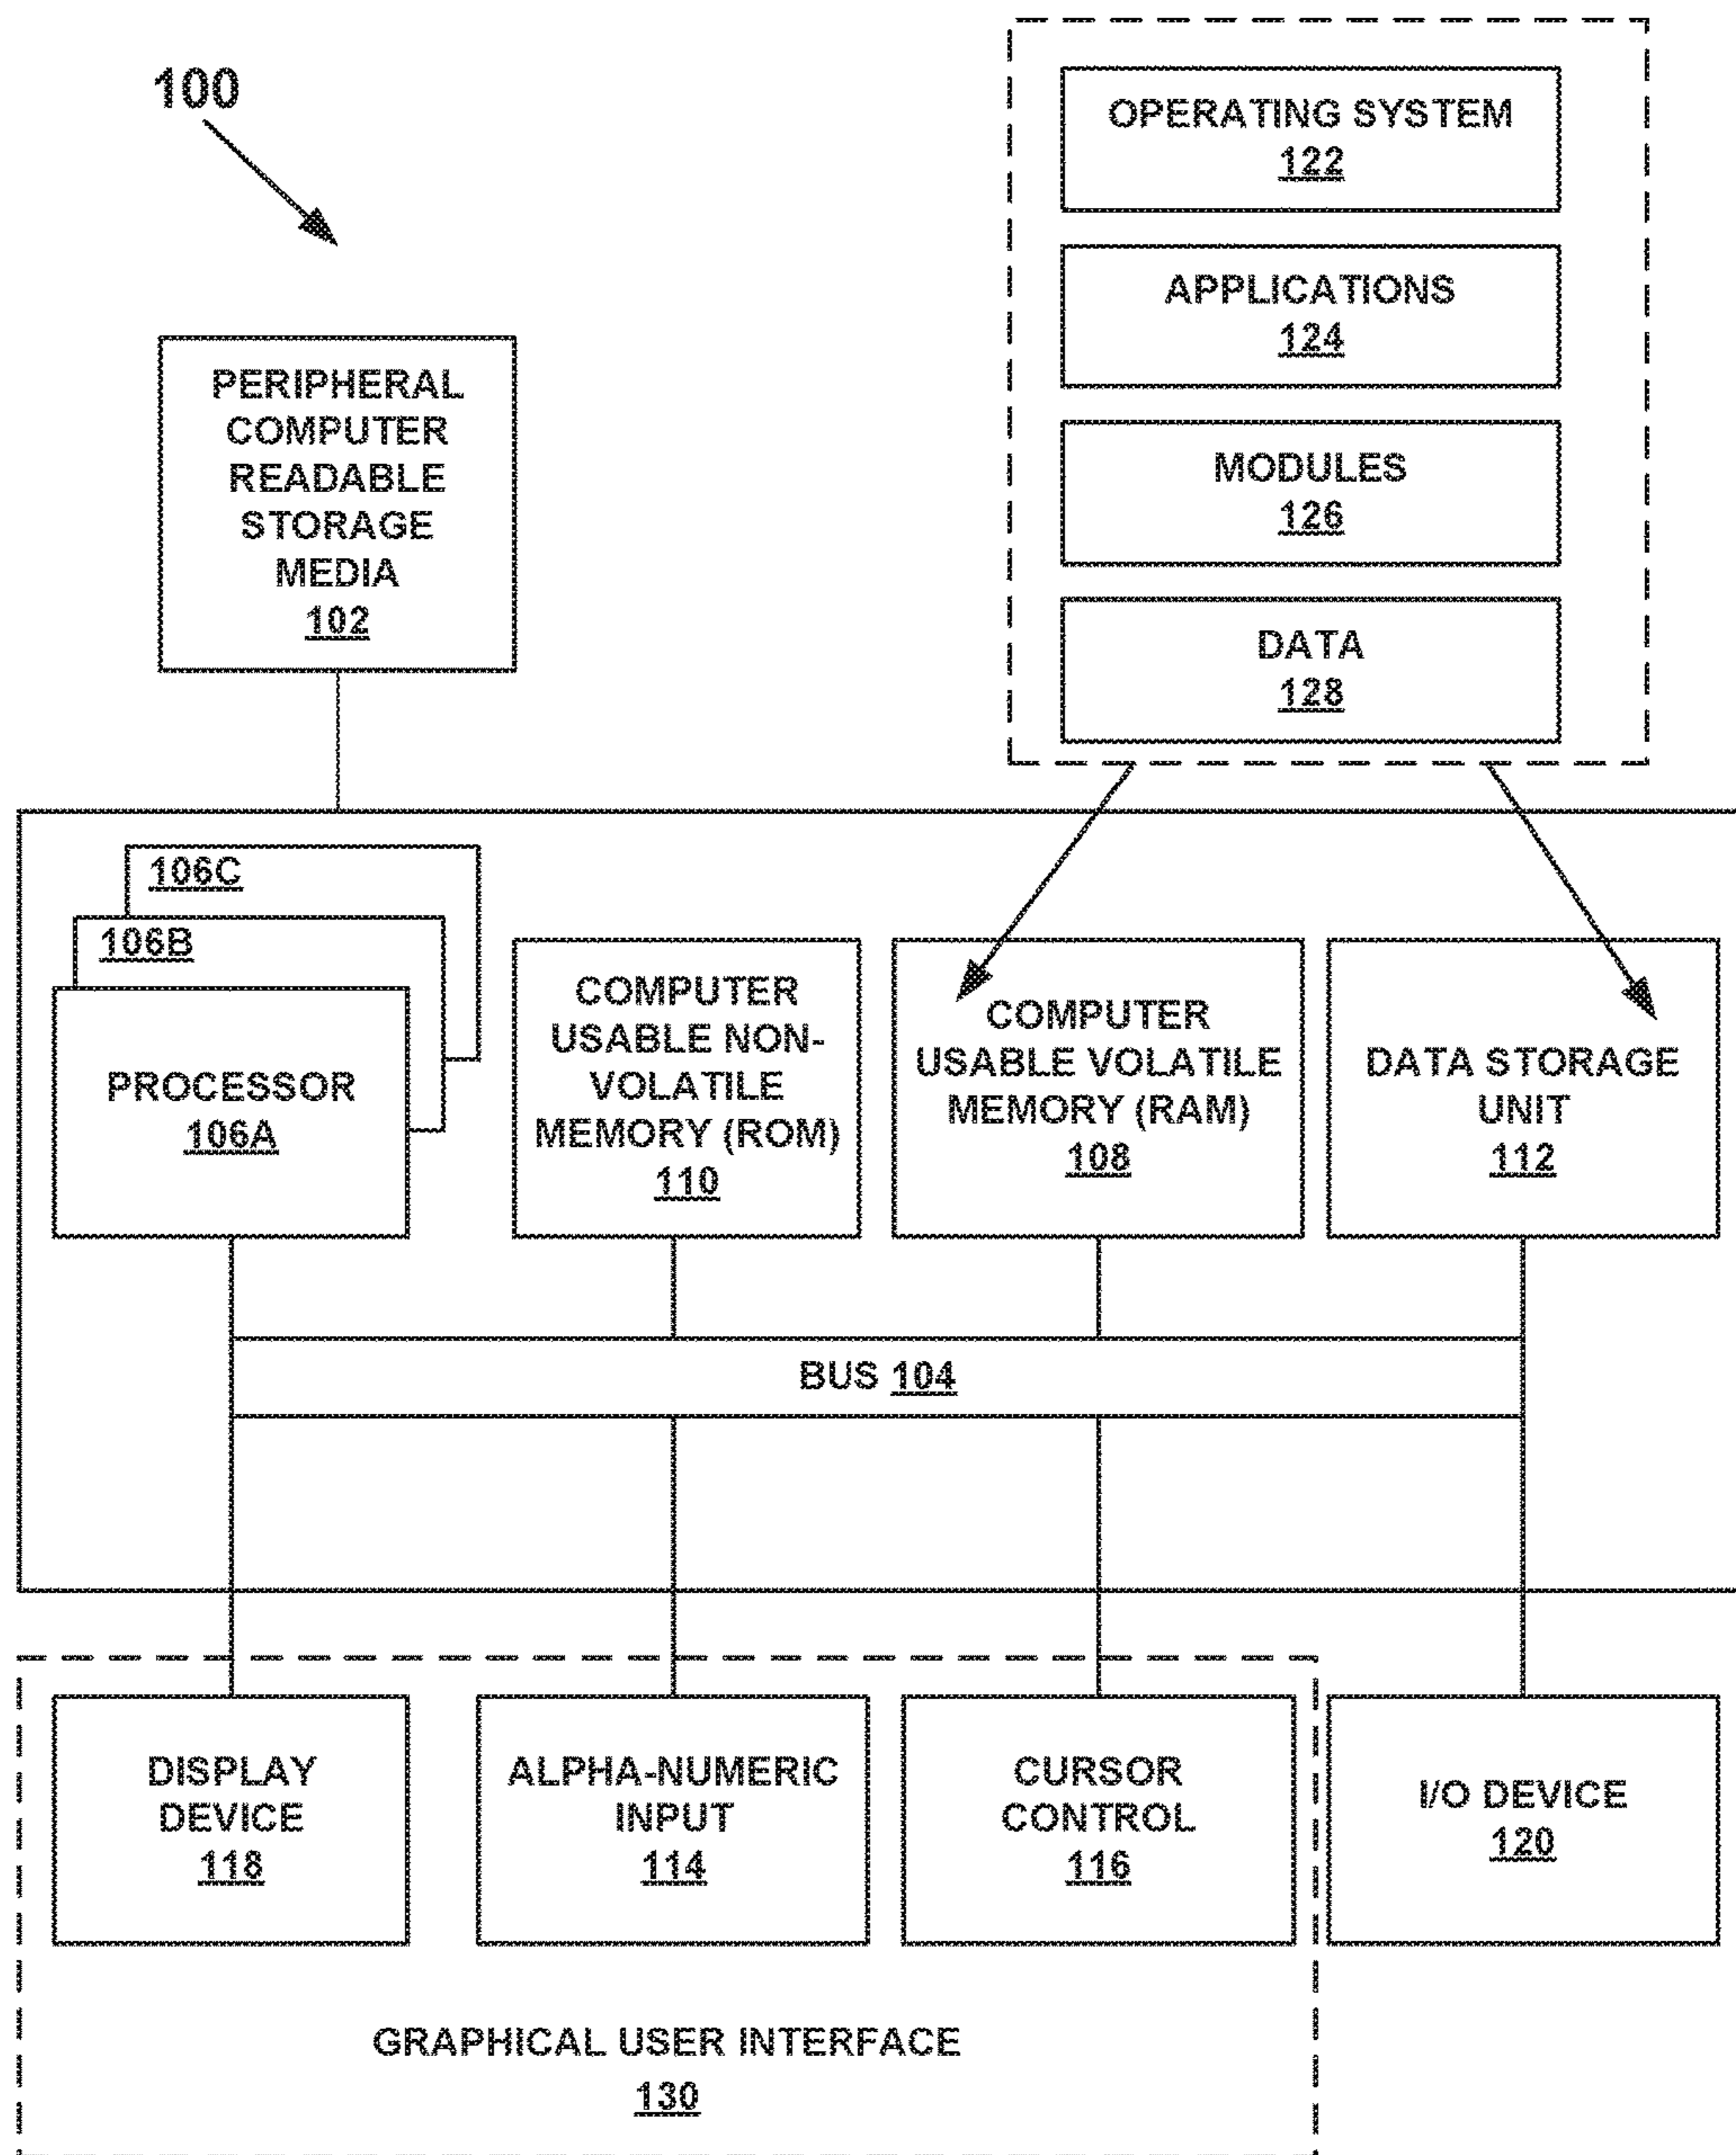 100
OPERATING SYSTEM
122
APPLICATIONS
124
MODULES
126
DATA
128
PERIPHERAL
COMPUTER
READABLE
STORAGE
MEDIA
102
106C
106B
PROCESSOR
106A
COMPUTER
USABLE NON-
VOLATILE
MEMORY (ROM)
110
COMPUTER
USABLE VOLATILE
MEMORY (RAM)
108
DATA STORAGE
UNIT
112
BUS 104
DISPLAY
DEVICE
118
ALPHA-NUMERIC
INPUT
114
CURSOR
CONTROL
116
I/O DEVICE
120
GRAPHICAL USER INTERFACE
130